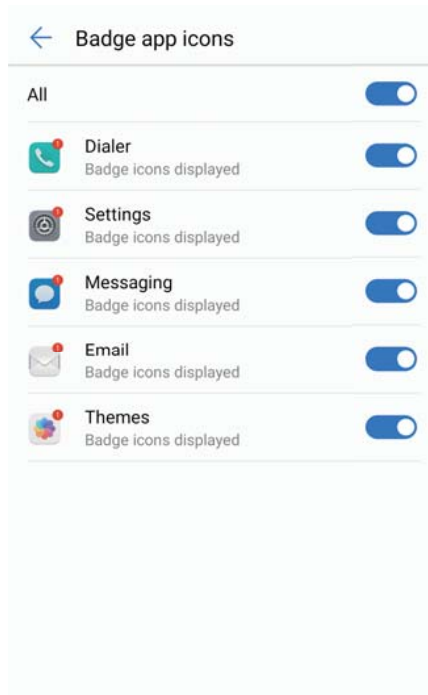 Badge app icons
All
Dialer
Badge icons displayed
Settings
Badge icons displayed
Messaging
Badge icons displayed
Email
Badge icons displayed
Themes
Badge icons displayed